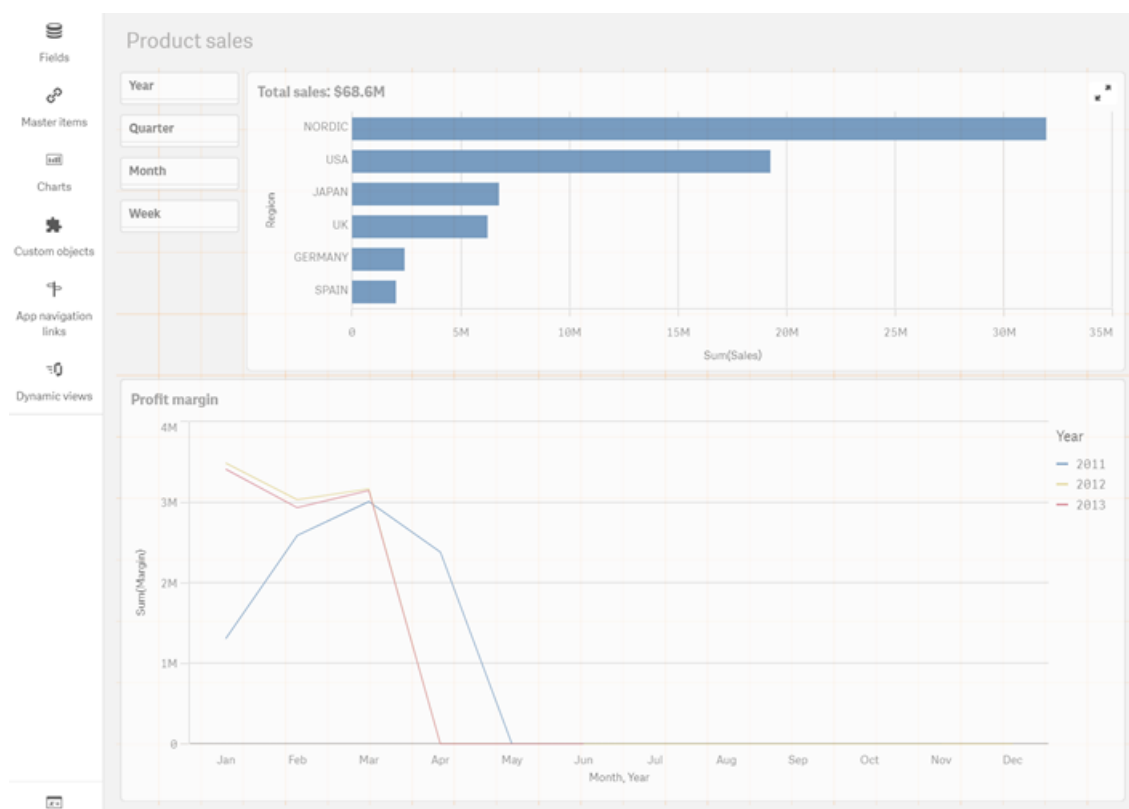 Fields
Master items
Charts
Custom objects
App navigation
links
Dynamic views
Product sales
Year
Quarter
Month
Week
Total sales: $68.6M
Region
NORDIC
USA
JAPAN
UK
GERMANY
SPAIN
0 5M 10M 15M 20M 25M 30M 35M
Sum(Sales)
Profit margin
Sum(Margin)
4M
3M
2M
1M
0
Jan Feb Mar Apr May Jun Jul Aug Sep Oct Nov Dec
Month, Year
Year
2011
2012
2013